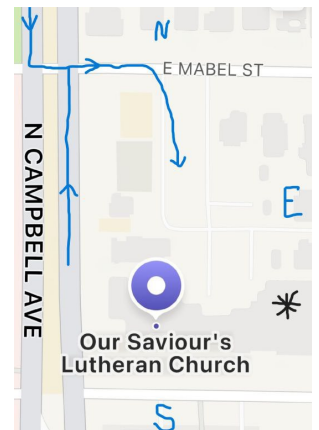 N
E MABEL ST
N CAMPBELL AVE
E
Our Saviour's
Lutheran Church
S